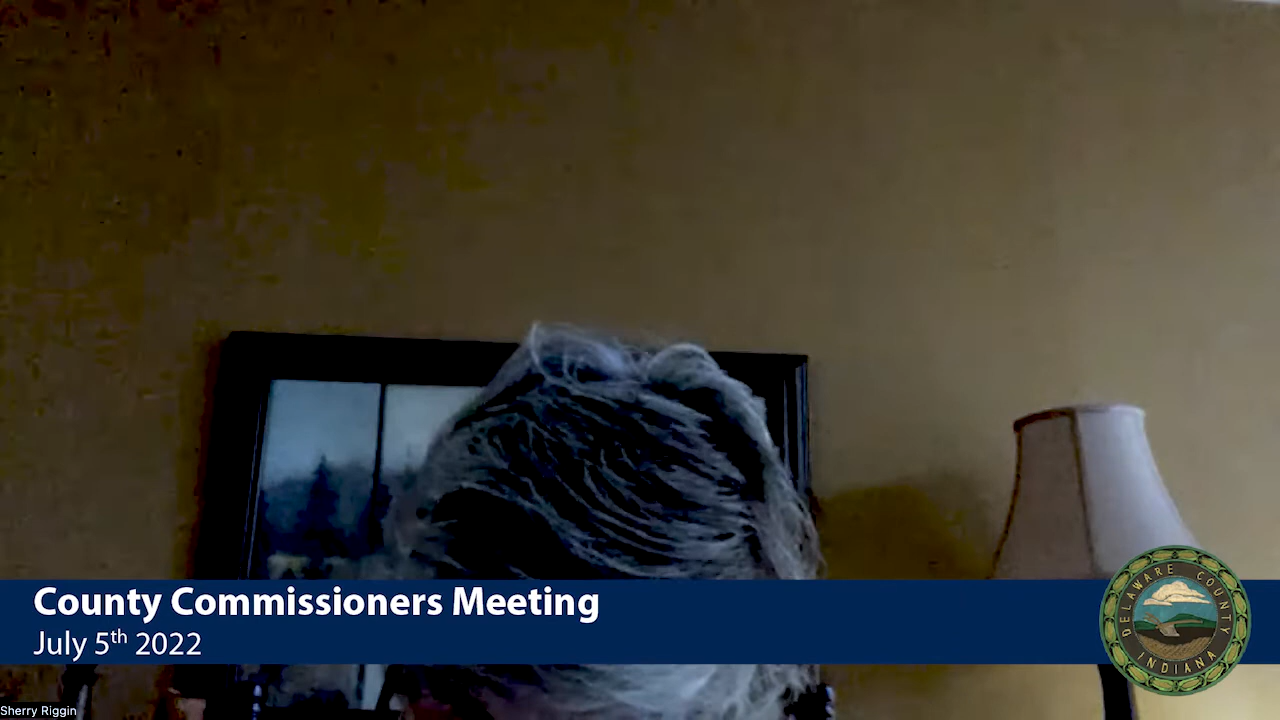 County Commissioners Meeting
July 5th 2022
DELAWARE COUNTY
INDIANA
Sherry Riggin